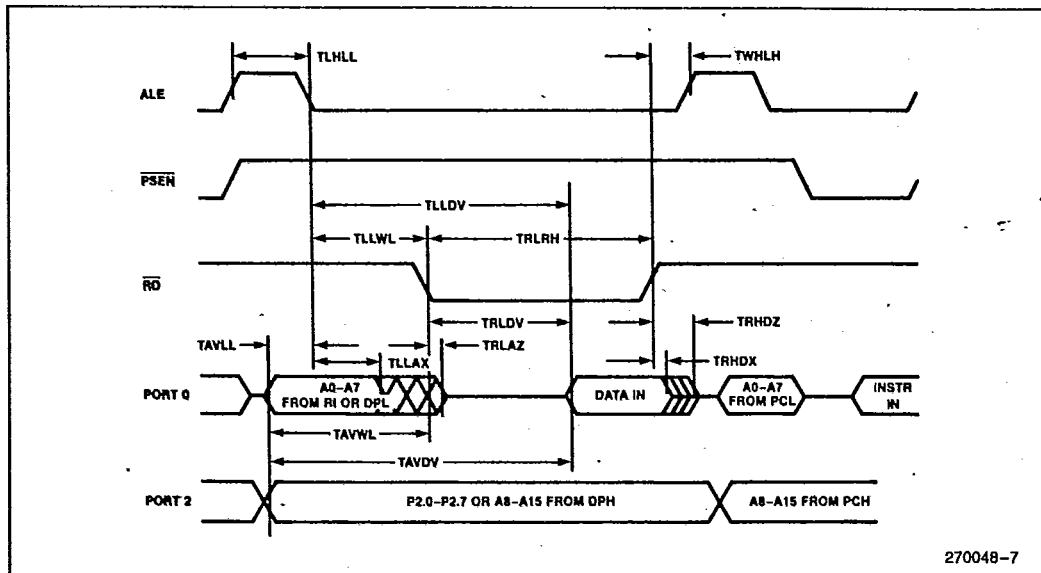 TLHLL
TWHLH
ALE
PSEN
TLLDV
TLLWL
TRLRH
RD
TRLDV
TRHDZ
TAVLL
TRLAZ
TLLAX
TRHDX
PORT 0
A0-A7
FROM RI OR DPL
DATA IN
A0-A7
FROM PCL
INSTR
IN
TAVWL
TAVDV
PORT 2
P2.0-P2.7 OR A8-A15 FROM DPH
A8-A15 FROM PCH
270048-7